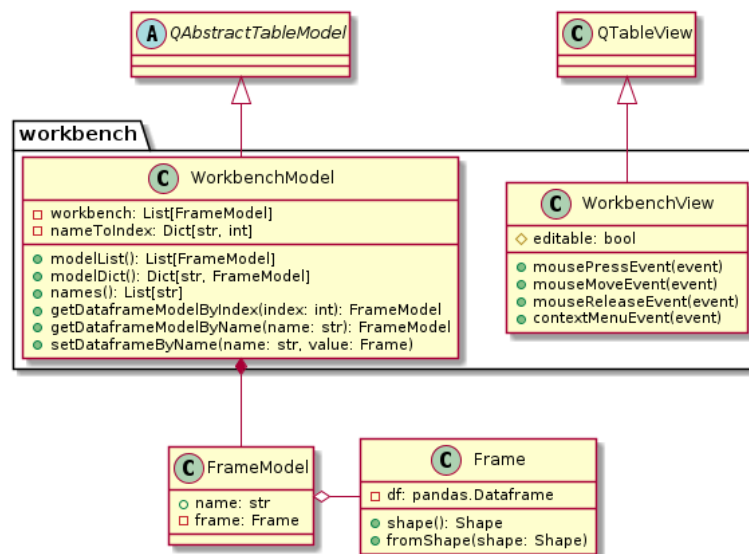 A QAbstractTableModel
C QTableView
workbench
C WorkbenchModel
workbench: List[FrameModel]
nameToIndex: Dict[str, int]
modelList(): List[FrameModel]
modelDict(): Dict[str, FrameModel]
names(): List[str]
getDataframeModelByIndex(index: int): FrameModel
getDataframeModelByName(name: str): FrameModel
setDataframeByName(name: str, value: Frame)
C WorkbenchView
editable: bool
mousePressEvent(event)
mouseMoveEvent(event)
mouseReleaseEvent(event)
contextMenuEvent(event)
C FrameModel
name: str
frame: Frame
C Frame
df: pandas.Dataframe
shape(): Shape
fromShape(shape: Shape)